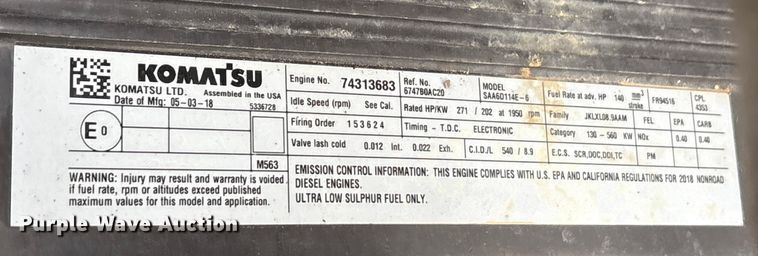 KOMATSU
KOMATSU LTD. Assembled in the USA
Date of Mfg: 05-03-18 5336728
E0
M563
WARNING: Injury may result and warranty is voided
if fuel rate, rpm or altitudes exceed published
maximum values for this model and application.
Engine No. 74313683 Ref. No. 6747B0AC20 MODEL SAA6D114E-6 Fuel Rate at adv. HP 140 mm³ stroke FR94516 CPL 4353
Idle Speed (rpm) See Cal. Rated HP/KW 271 / 202 at 1950 rpm Family JKLXL08.9AAM FEL EPA CARB
Firing Order 153624 Timing - T.D.C. ELECTRONIC Category 130 - 560 KW NOx 0.40 0.40
Valve lash cold 0.012 Int. 0.022 Exh. C.I.D/L 540 / 8.9 E.C.S. SCR,DOC,DDI,TC PM
EMISSION CONTROL INFORMATION: THIS ENGINE COMPLIES WITH U.S. EPA AND CALIFORNIA REGULATIONS FOR 2018 NONROAD
DIESEL ENGINES.
ULTRA LOW SULPHUR FUEL ONLY.
Purple Wave Auction